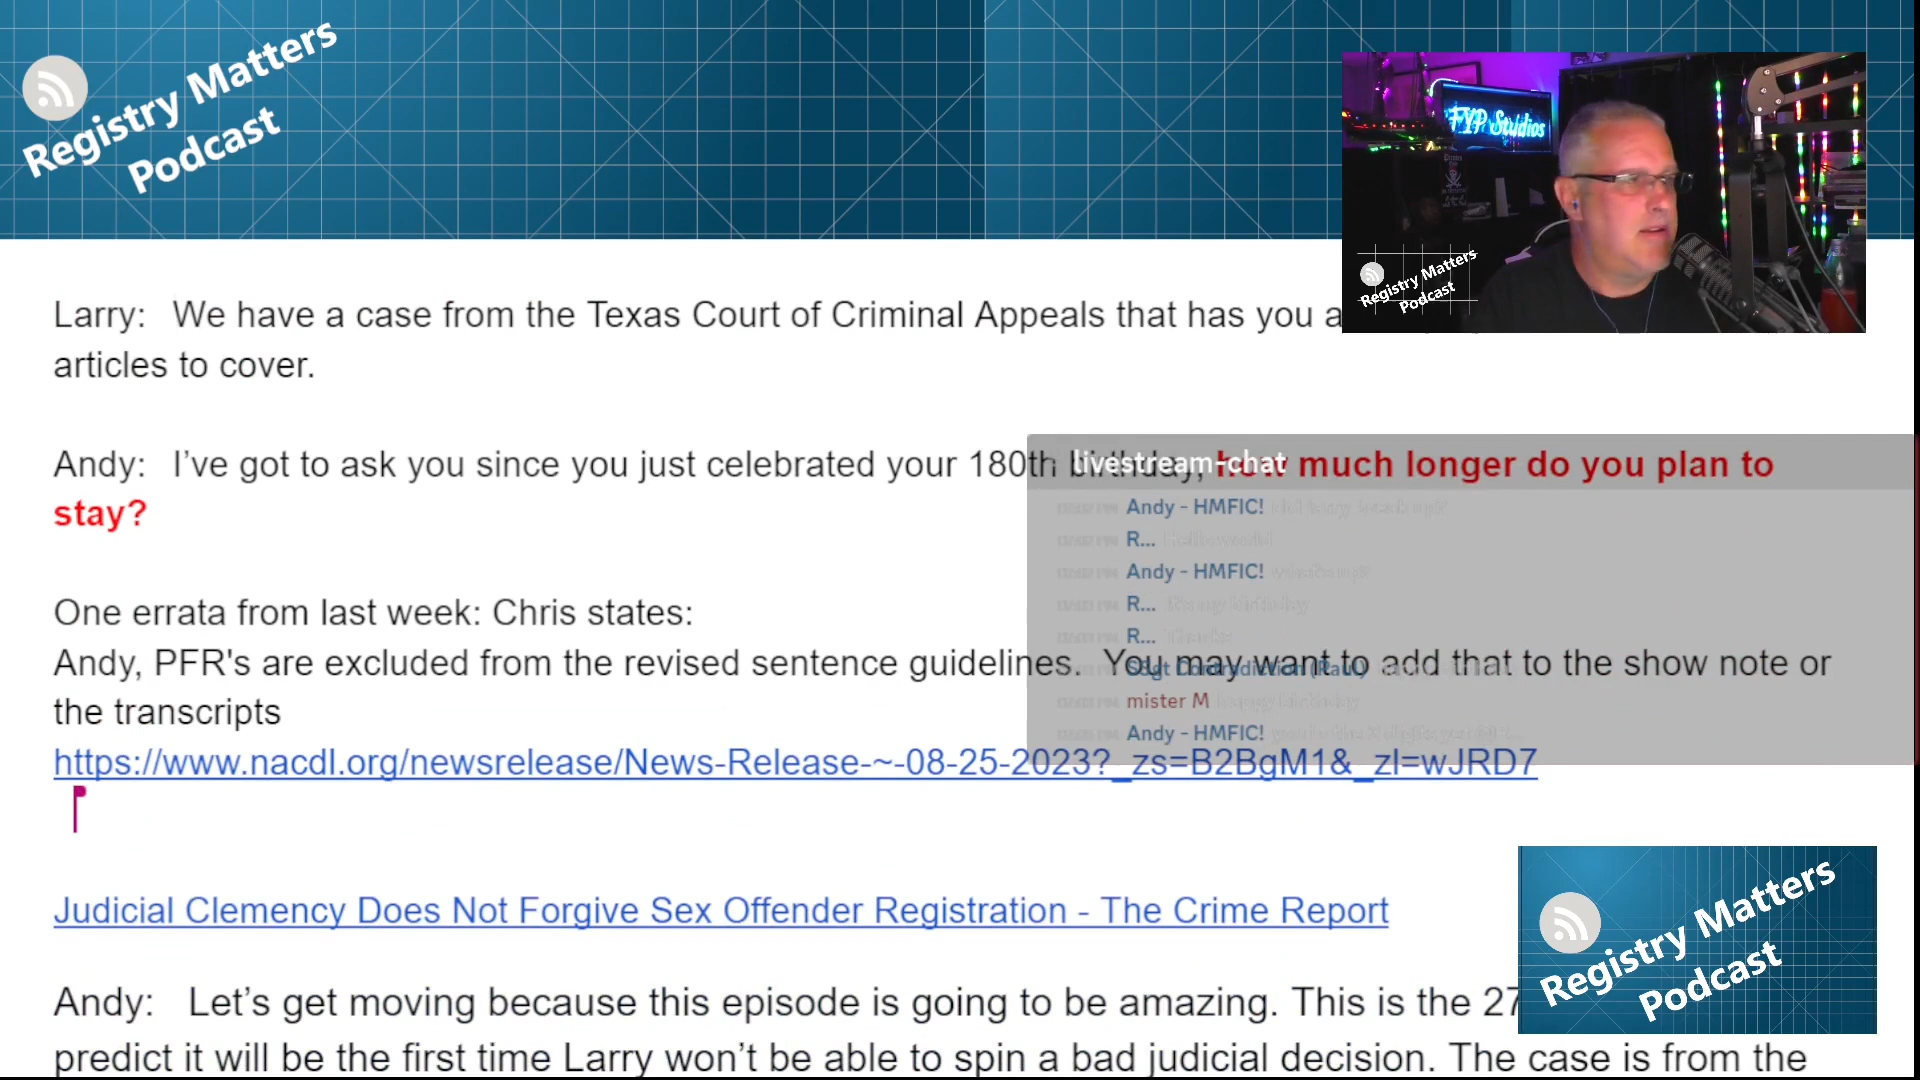 Registry Matters
Podcast
FYP Studios
Registry Matters
Podcast
Larry: We have a case from the Texas Court of Criminal Appeals that has you
articles to cover.
Andy: I've got to ask you since you just celebrated your 180th birthday, how much longer do you plan to
stay?
livestream-chat
Andy - HMFIC!
R...
Andy - HMFIC!
R...
R...
SSgt Contradiction (Paul)
mister M happy birthday
Andy - HMFIC!
One errata from last week: Chris states:
Andy, PFR's are excluded from the revised sentence guidelines. You may want to add that to the show note or
the transcripts
https://www.nacdl.org/newsrelease/News-Release-~-08-25-2023?_zs=B2BgM1&_zl=wJRD7
Judicial Clemency Does Not Forgive Sex Offender Registration - The Crime Report
Andy: Let's get moving because this episode is going to be amazing. This is the 27
predict it will be the first time Larry won't be able to spin a bad judicial decision. The case is from the
Registry Matters
Podcast